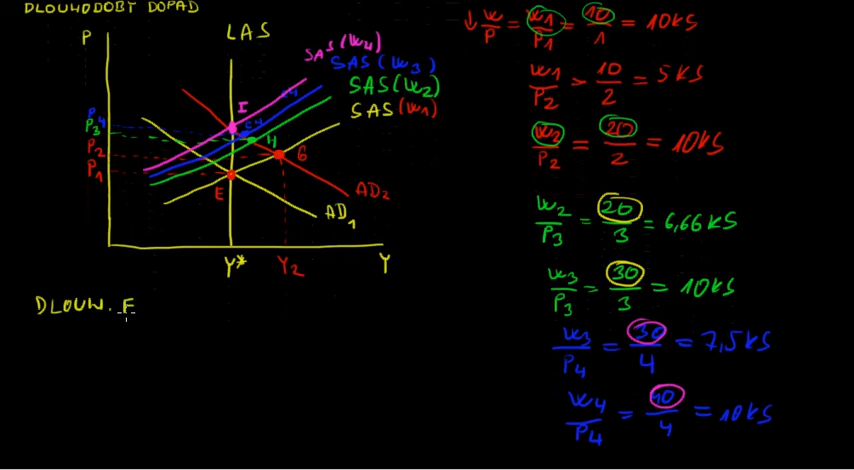 DLOUHODOBÝ DOPAD
P
LAS
SAS(W4)
SAS(W3)
SAS(W2)
SAS(W1)
I
E4
H
G
E
P4
P3
P2
P1
AD2
AD1
Y*
Y2
Y
DLOUH. E
↓ W/P = W1/P1 = 10/1 = 10KS
W1/P2 > 10/2 = 5KS
W2/P2 = 20/2 = 10KS
W2/P3 = 20/3 = 6,66KS
W3/P3 = 30/3 = 10KS
W3/P4 = 30/4 = 7,5KS
W4/P4 = 40/4 = 10KS